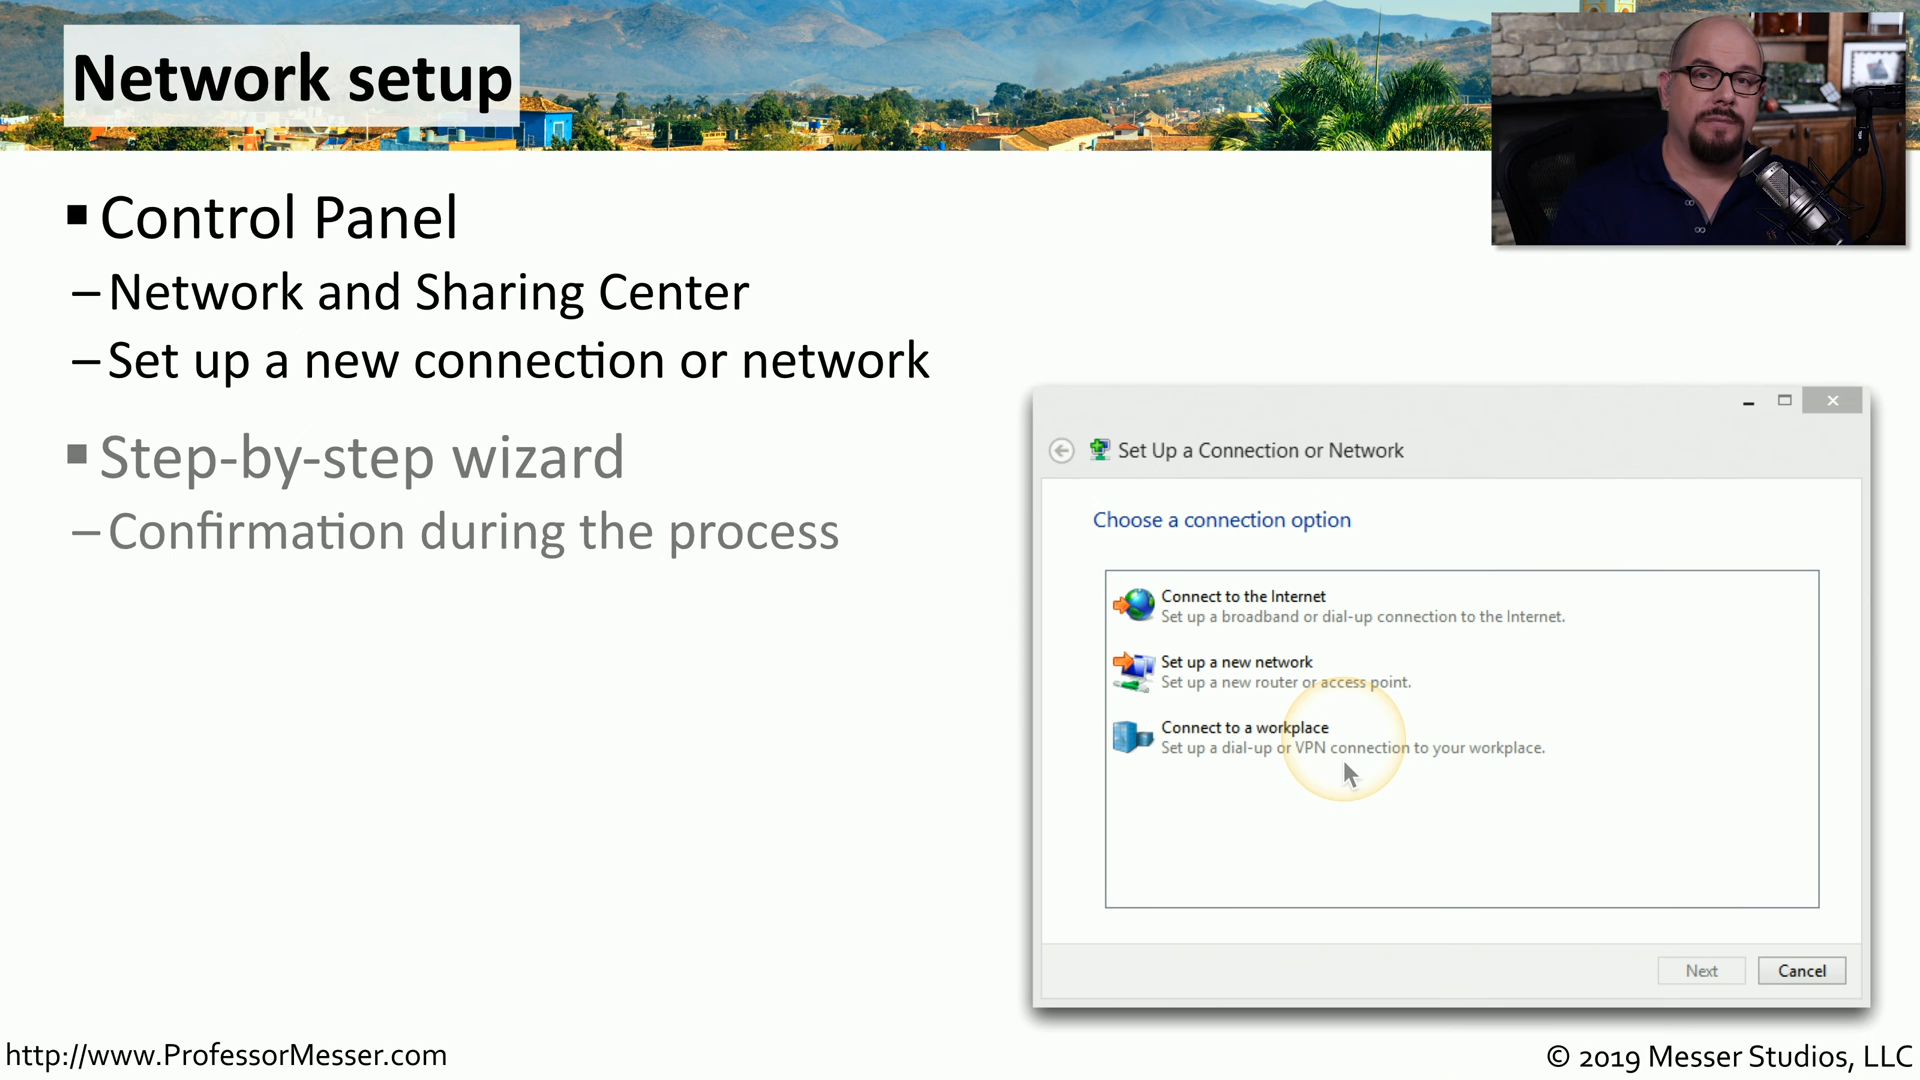 Network setup
▪ Control Panel
– Network and Sharing Center
– Set up a new connection or network
▪ Step-by-step wizard
– Confirmation during the process
Set Up a Connection or Network
Choose a connection option
Connect to the Internet
Set up a broadband or dial-up connection to the Internet.
Set up a new network
Set up a new router or access point.
Connect to a workplace
Set up a dial-up or VPN connection to your workplace.
Next Cancel
http://www.ProfessorMesser.com
© 2019 Messer Studios, LLC